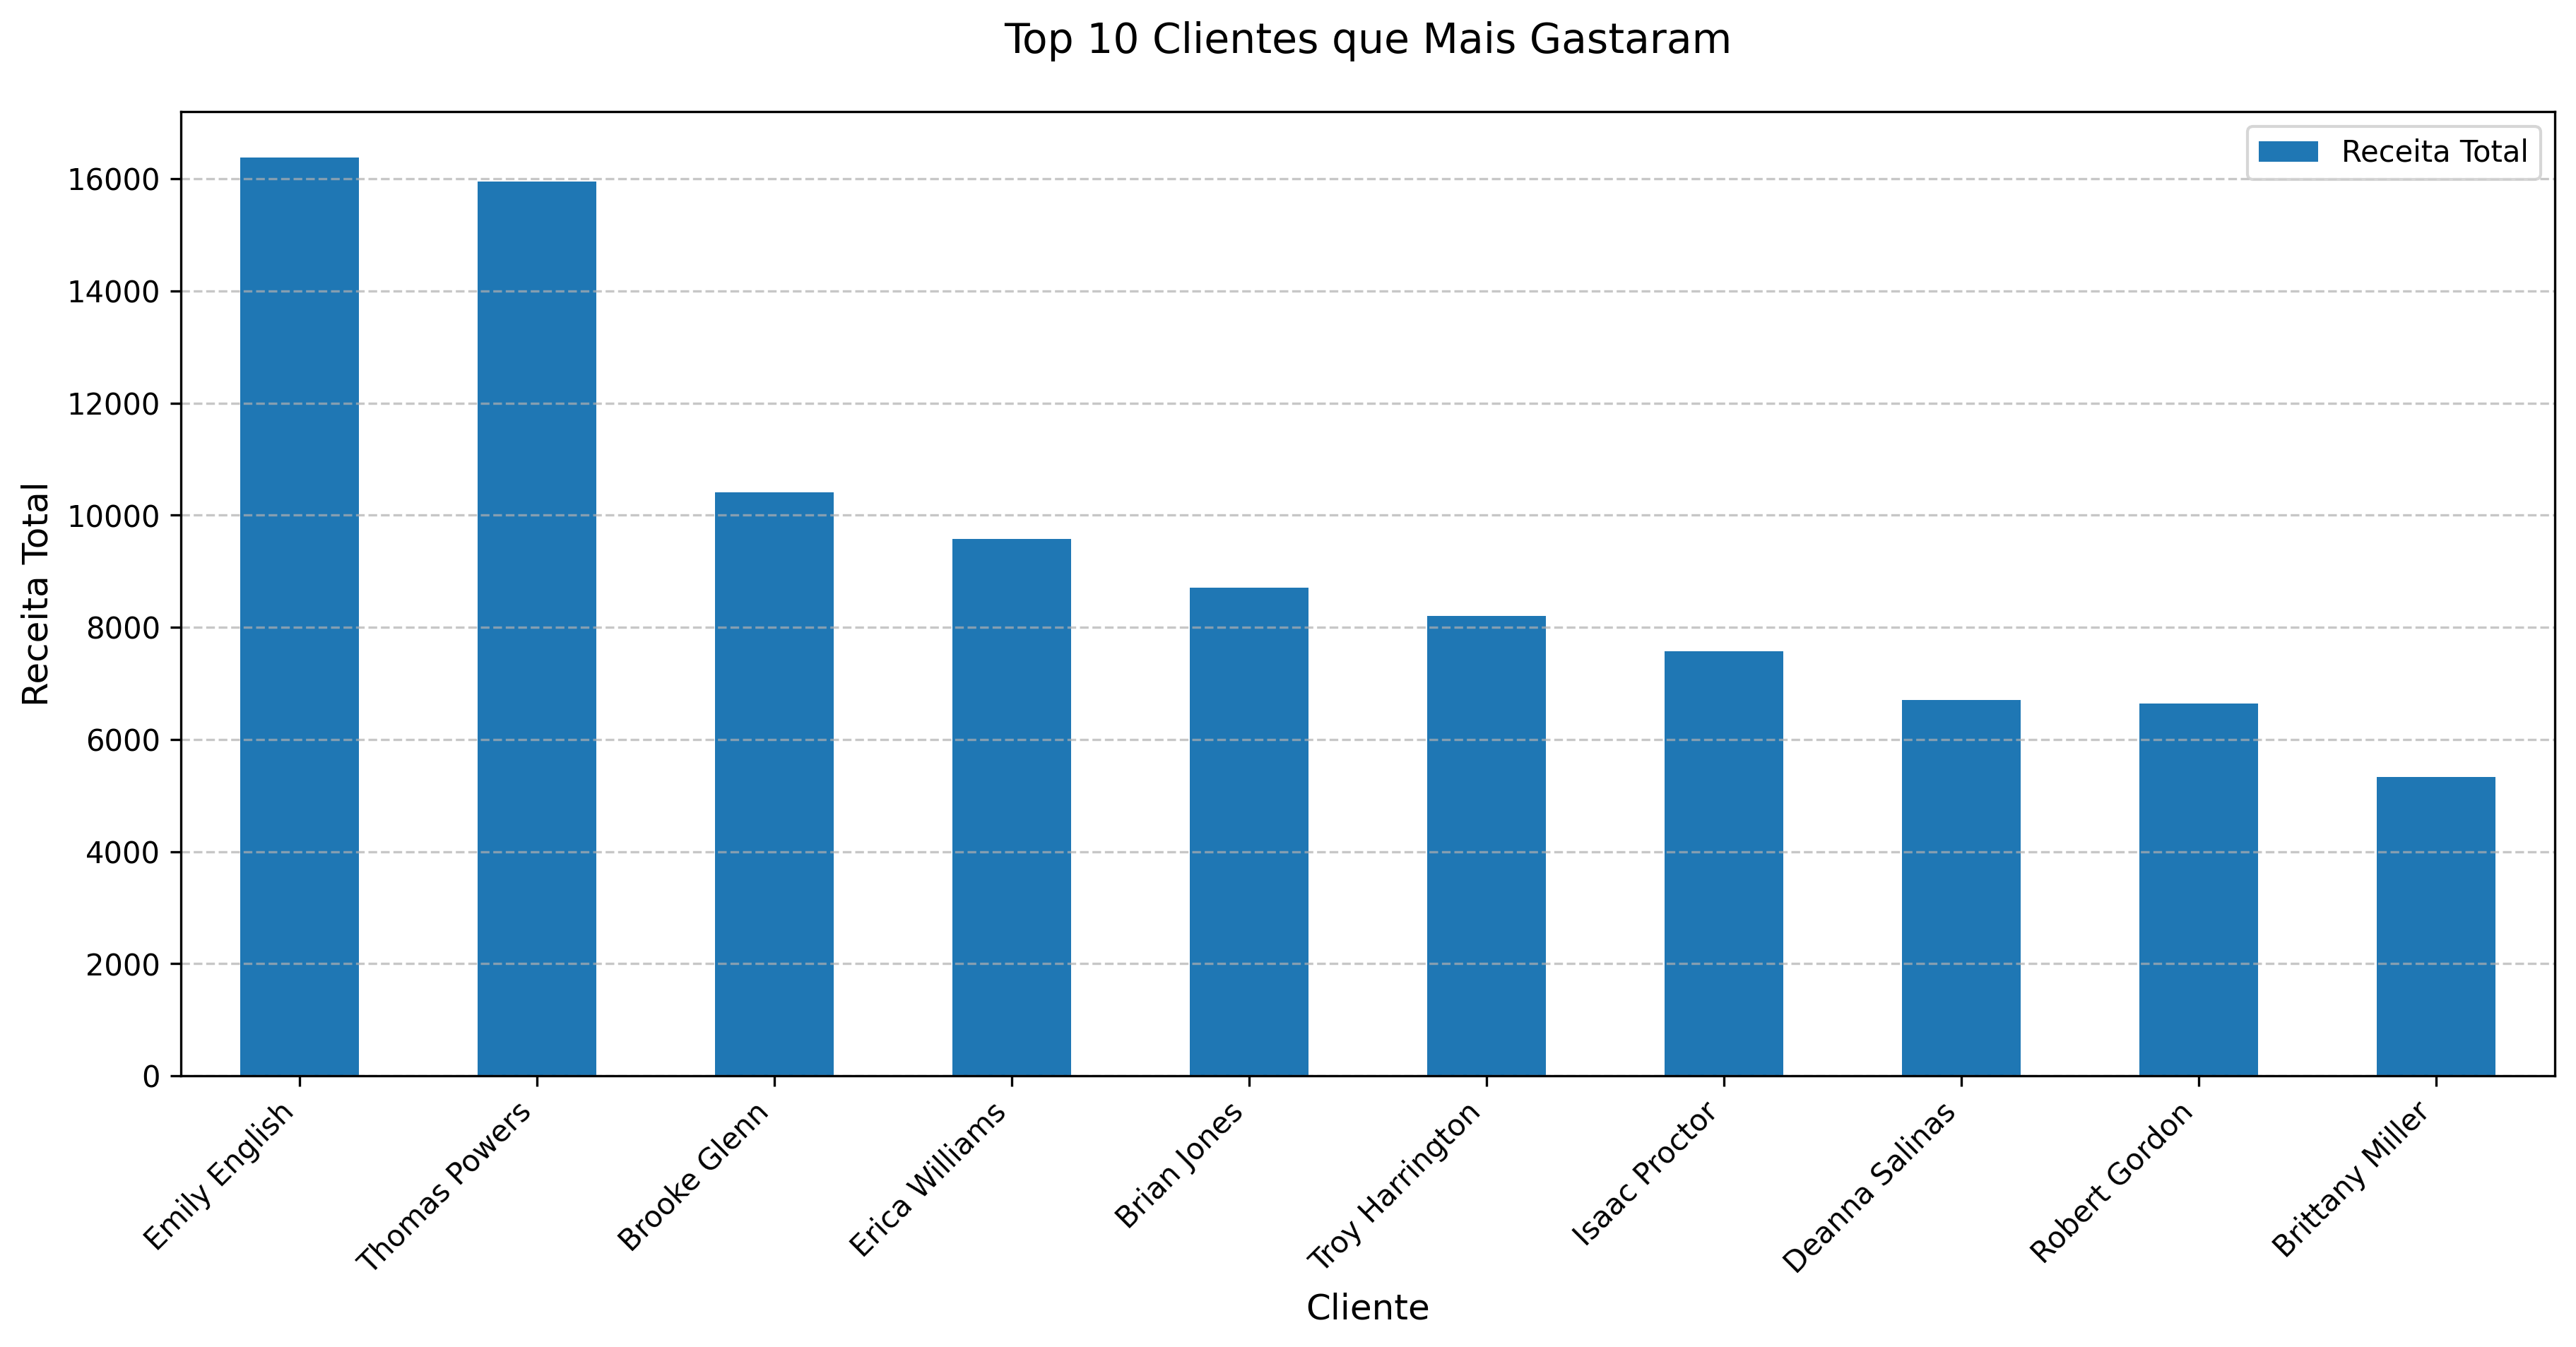 Top 10 Clientes que Mais Gastaram
Receita Total
16000
14000
12000
10000
8000
6000
4000
2000
0
Receita Total
Emily English
Thomas Powers
Brooke Glenn
Erica Williams
Brian Jones
Troy Harrington
Isaac Proctor
Deanna Salinas
Robert Gordon
Brittany Miller
Cliente